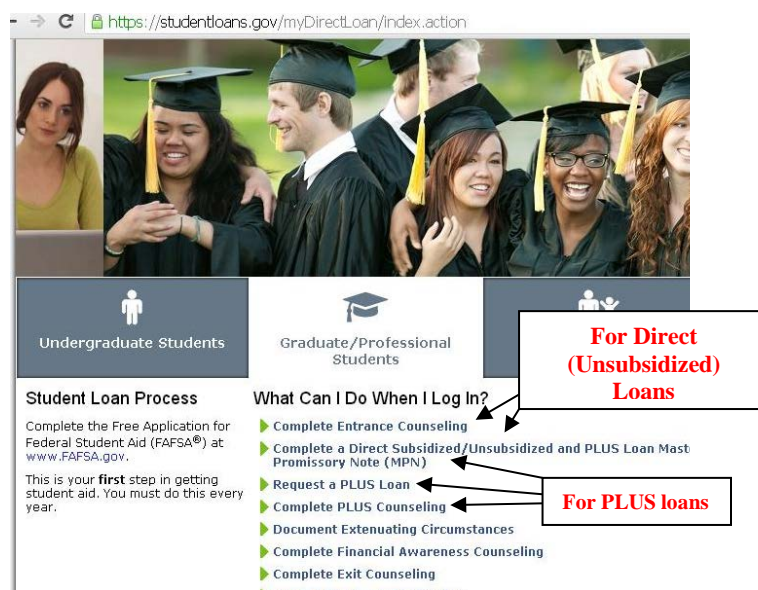 https://studentloans.gov/myDirectLoan/index.action
Undergraduate Students
Graduate/Professional
Students
For Direct
(Unsubsidized)
Loans
Student Loan Process
Complete the Free Application for
Federal Student Aid (FAFSA®) at
www.FAFSA.gov.
This is your first step in getting
student aid. You must do this every
year.
What Can I Do When I Log In?
Complete Entrance Counseling
Complete a Direct Subsidized/Unsubsidized and PLUS Loan Mast
Promissory Note (MPN)
Request a PLUS Loan
Complete PLUS Counseling
Document Extenuating Circumstances
Complete Financial Awareness Counseling
Complete Exit Counseling
For PLUS loans